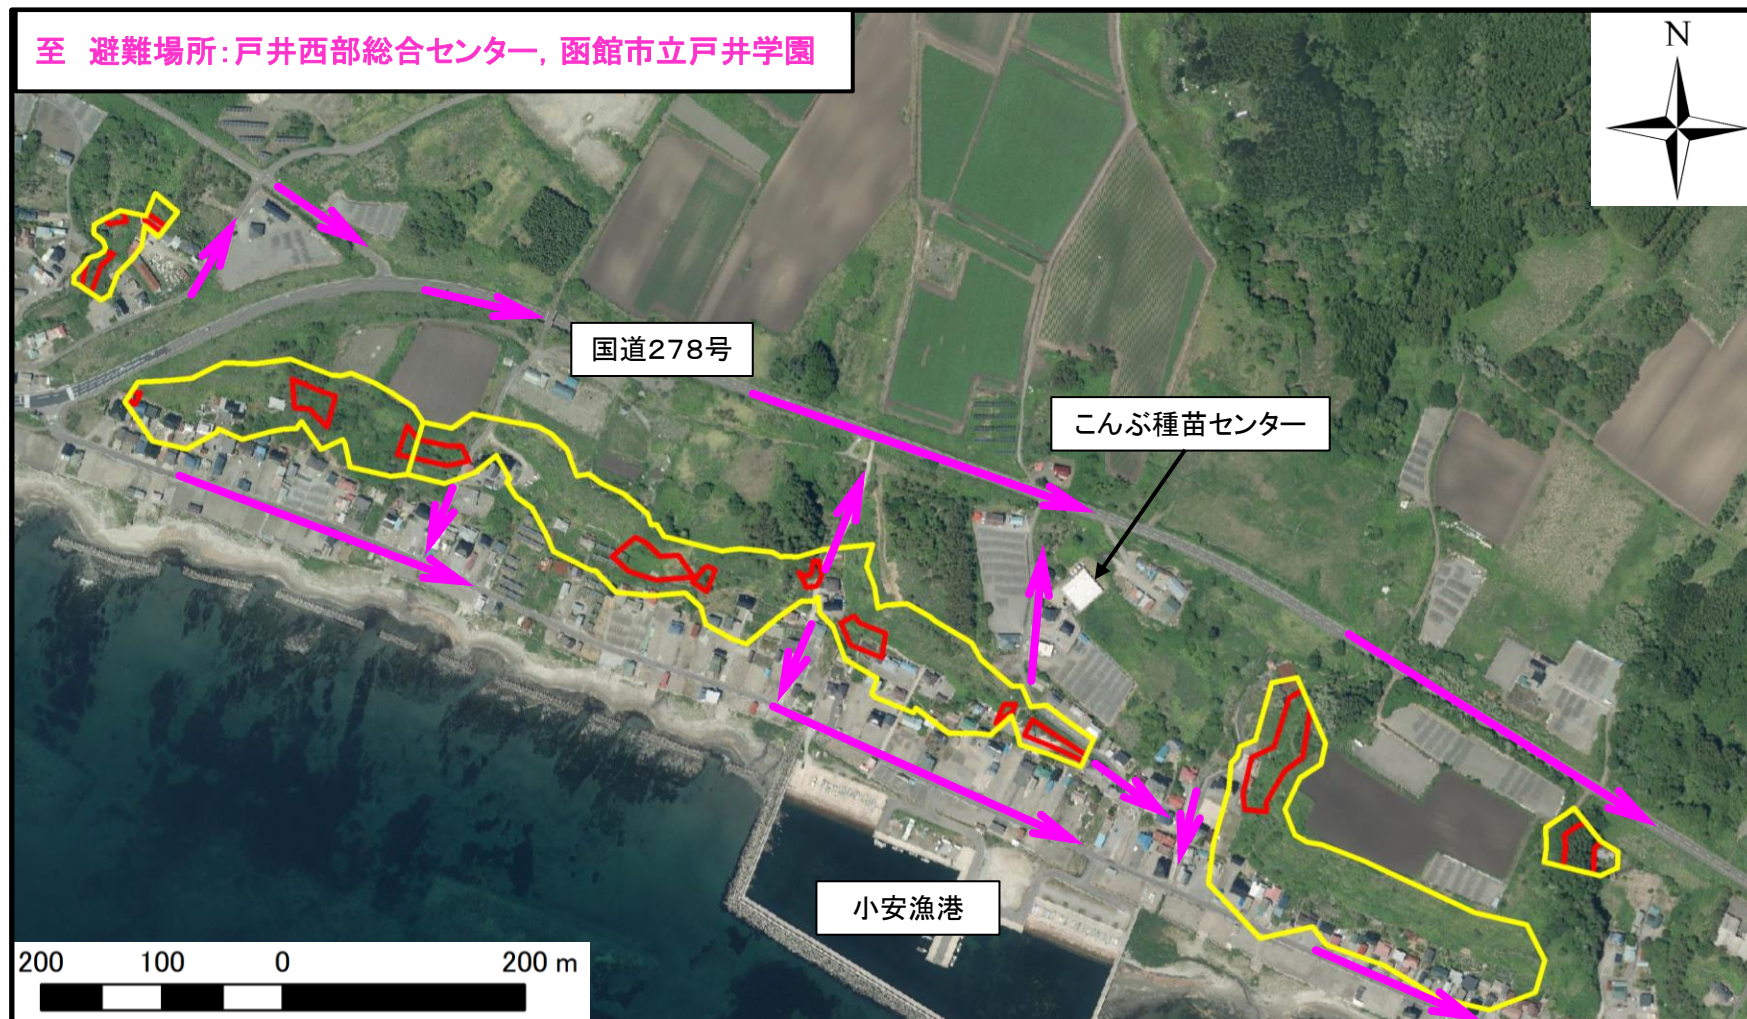 至 避難場所：戸井西部総合センター，函館市立戸井学園
N
国道278号
こんぶ種苗センター
小安漁港
200 100 0 200 m